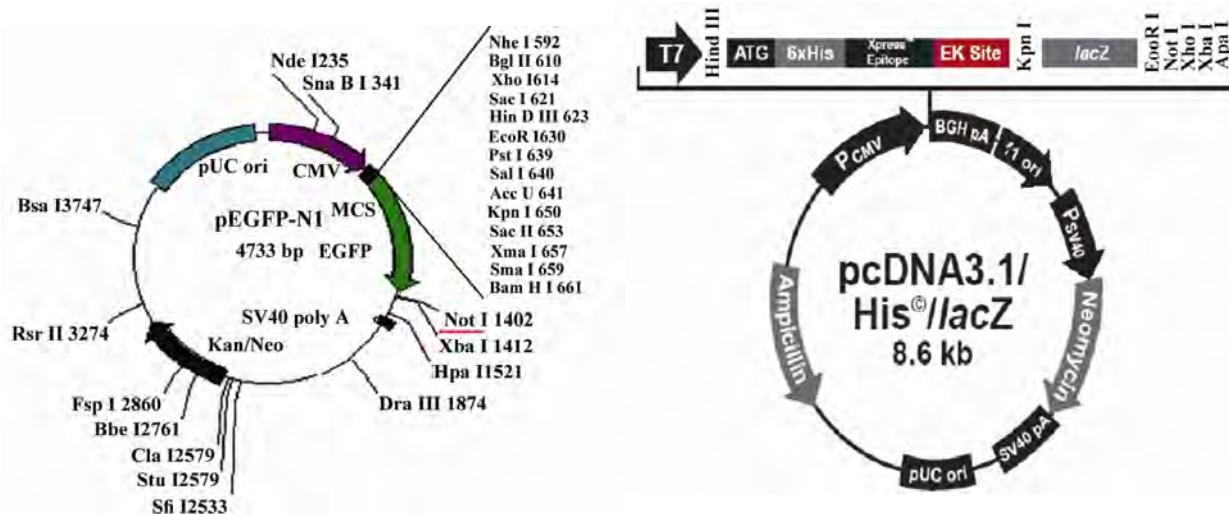 Nde I235
Sna B I 341
pUC ori
CMV
MCS
pEGFP-N1
4733 bp
EGFP
Bsa I3747
Rsr II 3274
SV40 poly A
Kan/Neo
Fsp I 2860
Bbe I2761
Cla I2579
Stu I2579
Sfi I2533
Nhe I 592
Bgl II 610
Xho I614
Sac I 621
Hin D III 623
EcoR I630
Pst I 639
Sal I 640
Acc U 641
Kpn I 650
Sac II 653
Xma I 657
Sma I 659
Bam H I 661
Not I 1402
Xba I 1412
Hpa I1521
Dra III 1874
T7
Hind III
ATG
6xHis
Xpress
Epitope
EK Site
Kpn I
lacZ
EooR I
Not I
Xho I
Xba I
Apa I
PCMV
BGH pA
f1 ori
PSV40
Neomycin
SV40 pA
pUC ori
Ampicillin
pcDNA3.1/
His©//lacZ
8.6 kb